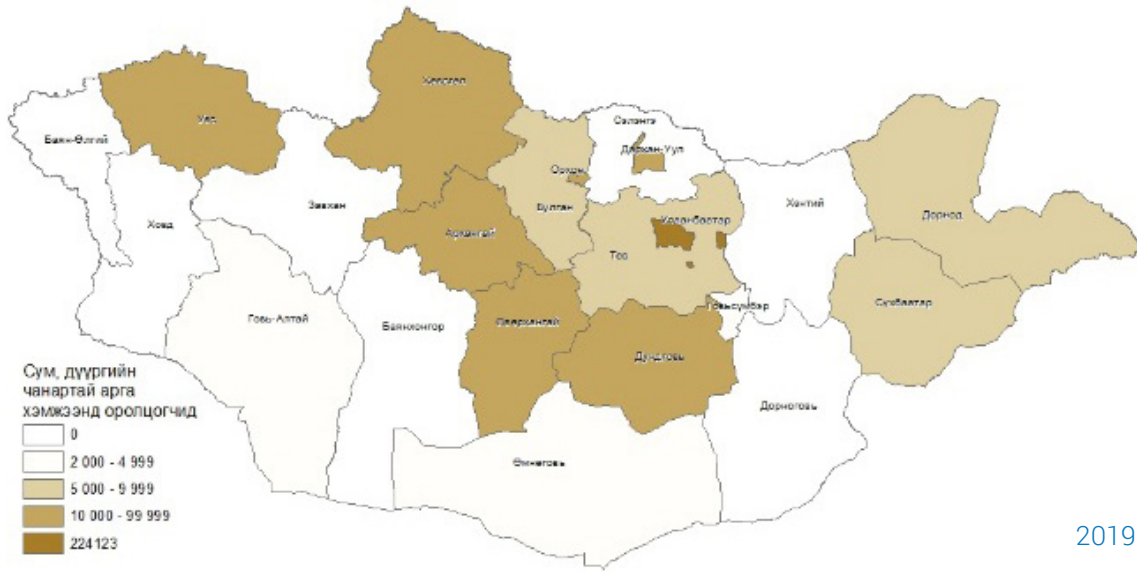 Хөвсгөл
Увс
Баян-Өлгий
Сэлэнгэ
Дархан-Уул
Орхон
Завхан
Булган
Ховд
Архангай
Улаанбаатар
Хэнтий
Дорнод
Төв
Говьсүмбэр
Сүхбаатар
Говь-Алтай
Баянхонгор
Өвөрхангай
Дундговь
Дорноговь
Өмнөговь
Сум, дүүргийн
чанартай арга
хэмжээнд оролцогчид
0
2 000 - 4 999
5 000 - 9 999
10 000 - 99 999
224123
2019